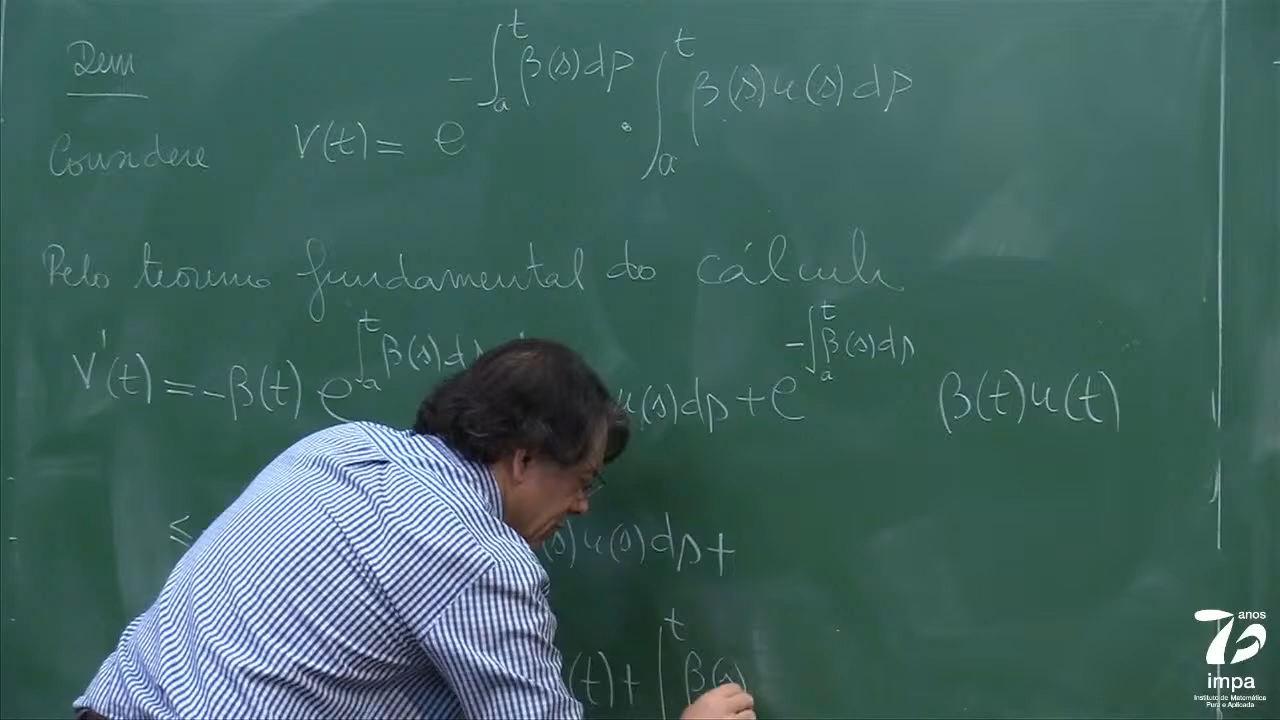 Dem
Considere V(t) = e^{-∫_a^t β(s)ds} · ∫_a^t β(s)u(s)ds
Pelo teorema fundamental do cálculo
V'(t) = -β(t) e^{∫_a^t β(s)ds} u(s)ds + e^{-∫_a^t β(s)ds} β(t)u(t)
≤ (s)u(s)ds +
(t) + ∫^t β(s)
70 anos
impa
Instituto de Matemática
Pura e Aplicada